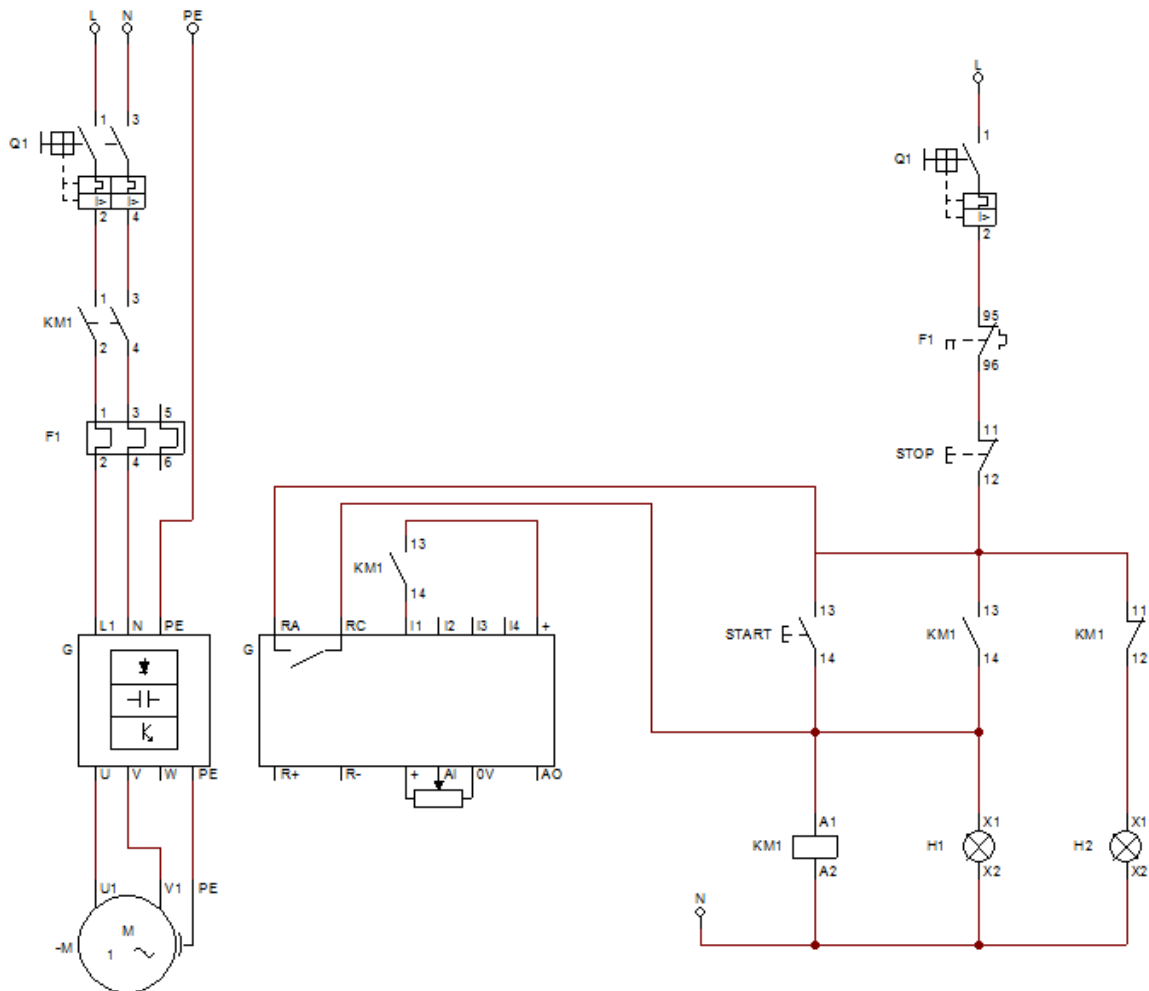 L N PE
L
1 3
Q1
I> I>
2 4
1
Q1
I>
2
1 3
KM1
2 4
95
F1
96
1 3 5
F1
2 4 6
11
STOP
12
13
KM1
14
L1 N PE
G
U V W PE
RA RC I1 I2 I3 I4 +
G
R+ R- + AI 0V AO
13
START
14
13
KM1
14
11
KM1
12
A1
KM1
A2
X1
H1
X2
X1
H2
X2
N
U1 V1 PE
-M
M
1